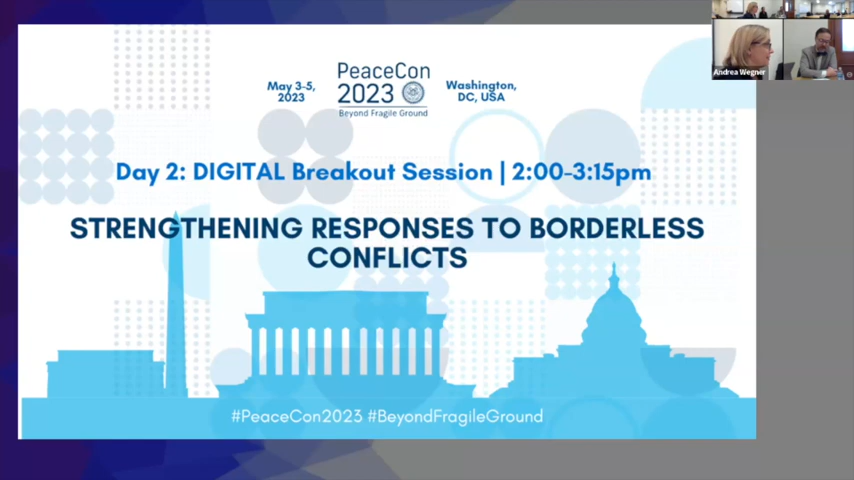 May 3-5,
2023
PeaceCon
2023
Beyond Fragile Ground
Washington,
DC, USA
Day 2: DIGITAL Breakout Session | 2:00-3:15pm
STRENGTHENING RESPONSES TO BORDERLESS
CONFLICTS
#PeaceCon2023 #BeyondFragileGround
Andrea Wegner